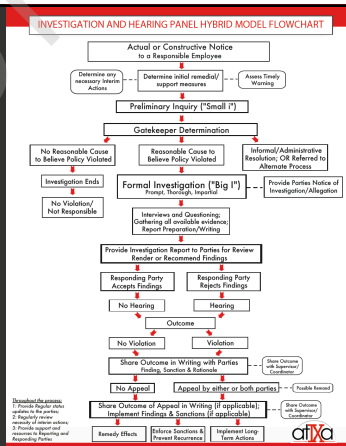 INVESTIGATION AND HEARING PANEL HYBRID MODEL FLOWCHART
Actual or Constructive Notice
to a Responsible Employee
Determine any
necessary Interim
Actions
Determine initial remedial/
support measures
Assess Timely
Warning
Preliminary Inquiry ("Small i")
Gatekeeper Determination
No Reasonable Cause
to Believe Policy Violated
Reasonable Cause to
Believe Policy Violated
Informal/Administrative
Resolution; OR Referred to
Alternate Process
Investigation Ends
Formal Investigation ("Big I")
Prompt, Thorough, Impartial
Provide Parties Notice of
Investigation/Allegation
No Violation/
Not Responsible
Interviews and Questioning;
Gathering all available evidence;
Report Preparation/Writing
Provide Investigation Report to Parties for Review
Render or Recommend Findings
Responding Party
Accepts Findings
Responding Party
Rejects Findings
No Hearing
Hearing
Outcome
No Violation
Violation
Share Outcome in Writing with Parties
Finding, Sanction & Rationale
Share Outcome
with Supervisor/
Coordinator
No Appeal
Appeal by either or both parties
Possible Remand
Share Outcome of Appeal in Writing (if applicable);
Implement Findings & Sanctions (if applicable)
Share Outcome
with Supervisor/
Coordinator
Throughout the process:
1. Provide Regular status
updates to the parties;
2. Regularly review
necessity of interim actions;
3. Provide support and
resources to Reporting and
Responding Parties
Remedy Effects
Enforce Sanctions &
Prevent Recurrence
Implement Long-
Term Actions
atIXa